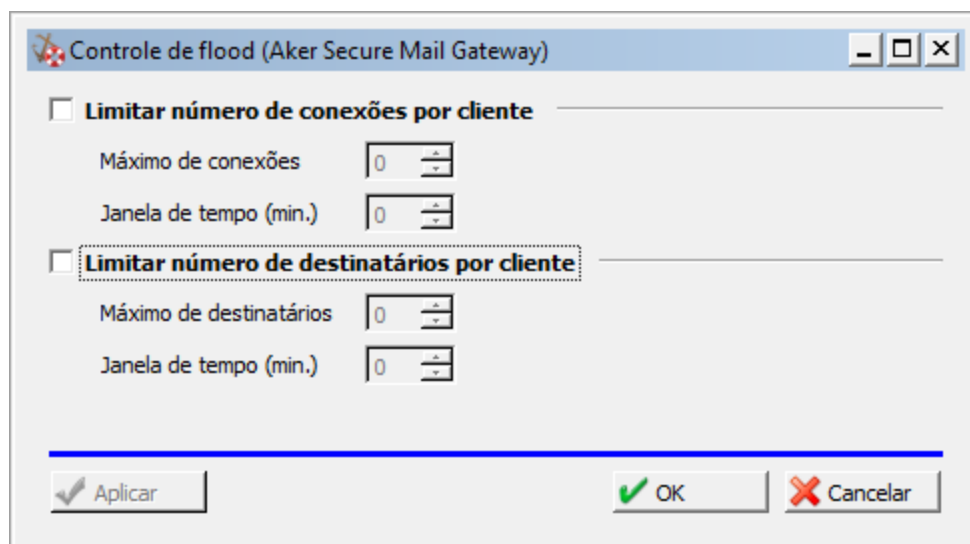 Controle de flood (Aker Secure Mail Gateway)
Limitar número de conexões por cliente
Máximo de conexões 0
Janela de tempo (min.) 0
Limitar número de destinatários por cliente
Máximo de destinatários 0
Janela de tempo (min.) 0
Aplicar OK Cancelar